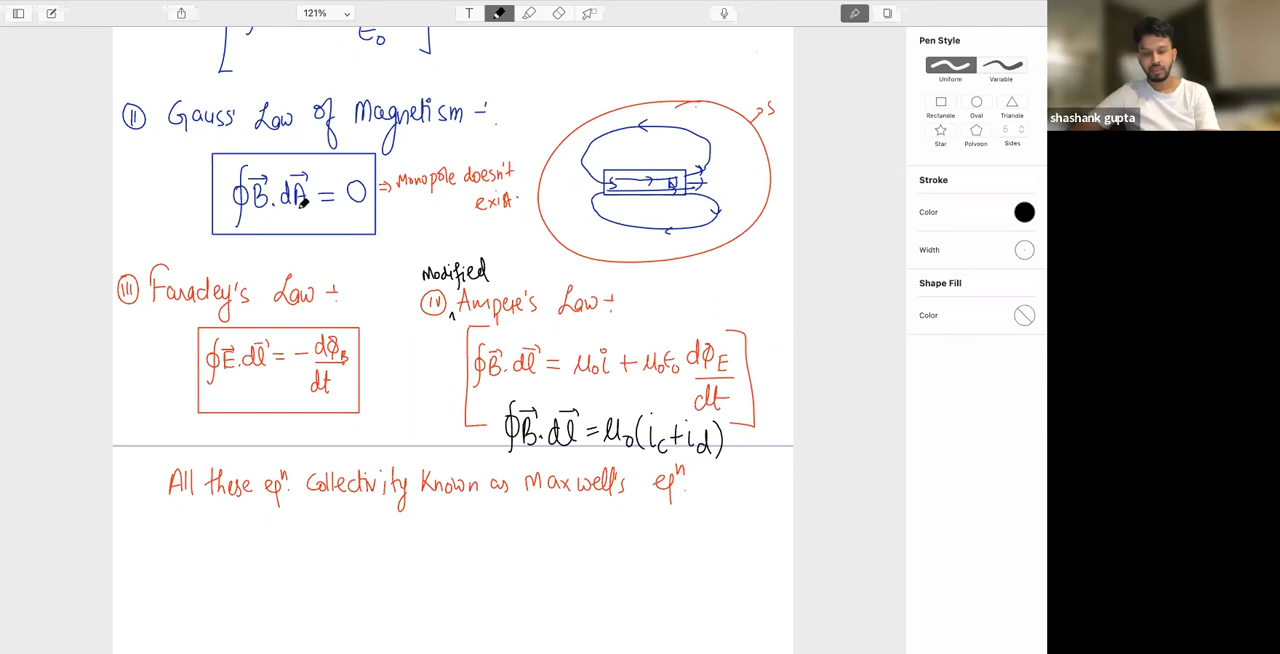 121%
T
Pen Style
Uniform
Variable
Rectangle
Oval
Triangle
Star
Polygon
5
Sides
Stroke
Color
Width
Shape Fill
Color
shashank gupta
ε₀
(II) Gauss' Law of Magnetism ÷
∮B⃗.dA⃗ = 0
⇒ Monopole doesn't
exist.
S
S
N
(III) Faradey's Law ÷
∮E⃗.dl⃗ = - dϕB/dt
Modified
(IV) ‸ Ampere's Law ÷
∮B⃗.dl⃗ = μ₀i + μ₀ε₀ dϕE/dt
∮B⃗.dl⃗ = μ₀(ic+id)
All these eqⁿ. Collectivity Known as Maxwell's eqⁿ.